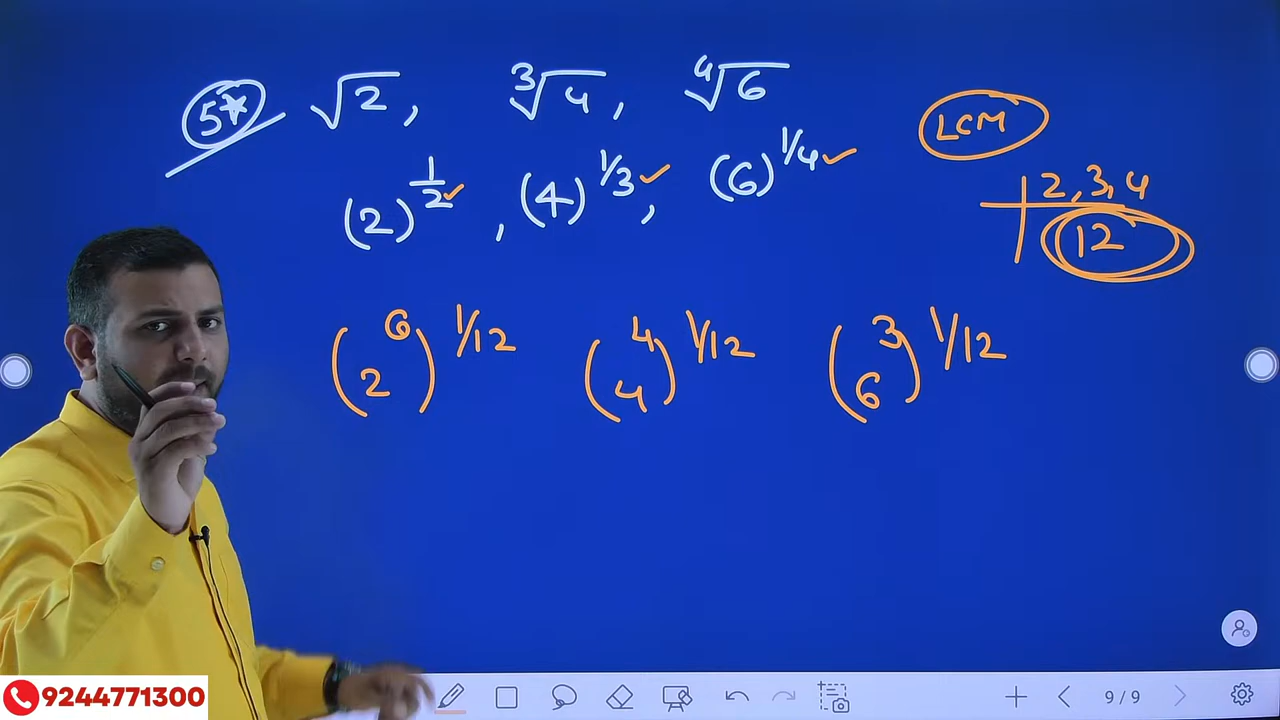 5★ √2, ∛4, ∜6
LCM
(2)^1/2, (4)^1/3, (6)^1/4
2, 3, 4
12
(2^6)^1/12 (4^4)^1/12 (6^3)^1/12
9/9
9244771300